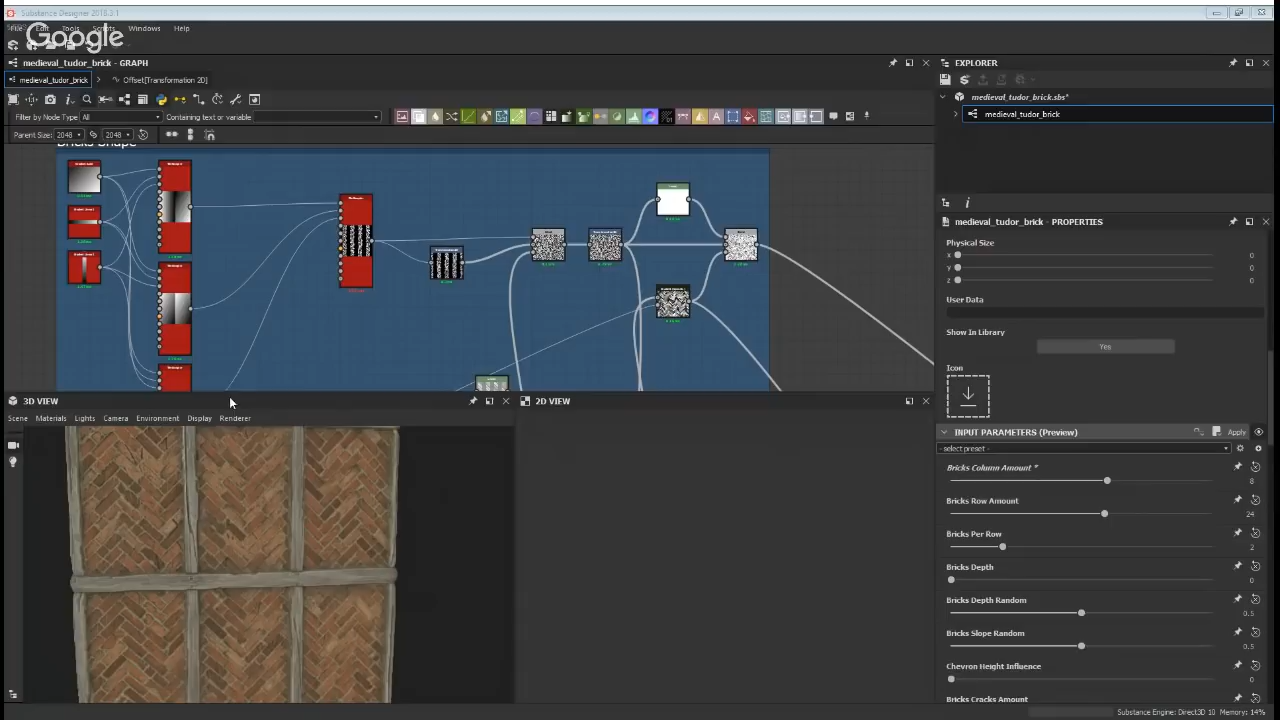 Substance Designer 2018.3.1
File Edit Tools Scripts Windows Help
Google
medieval_tudor_brick - GRAPH
medieval_tudor_brick > Offset[Transformation 2D]
Filter by Node Type All Containing text or variable
Parent Size: 2048 2048
Bricks Shape
3D VIEW
Scene Materials Lights Camera Environment Display Renderer
2D VIEW
EXPLORER
medieval_tudor_brick.sbs*
medieval_tudor_brick
medieval_tudor_brick - PROPERTIES
Physical Size
x 0
y 0
z 0
User Data
Show In Library
Yes
Icon
INPUT PARAMETERS (Preview) Apply
- select preset -
Bricks Column Amount *
8
Bricks Row Amount
24
Bricks Per Row
2
Bricks Depth
0
Bricks Depth Random
0.5
Bricks Slope Random
0.5
Chevron Height Influence
0
Bricks Cracks Amount
Substance Engine: Direct3D 10 Memory: 14%